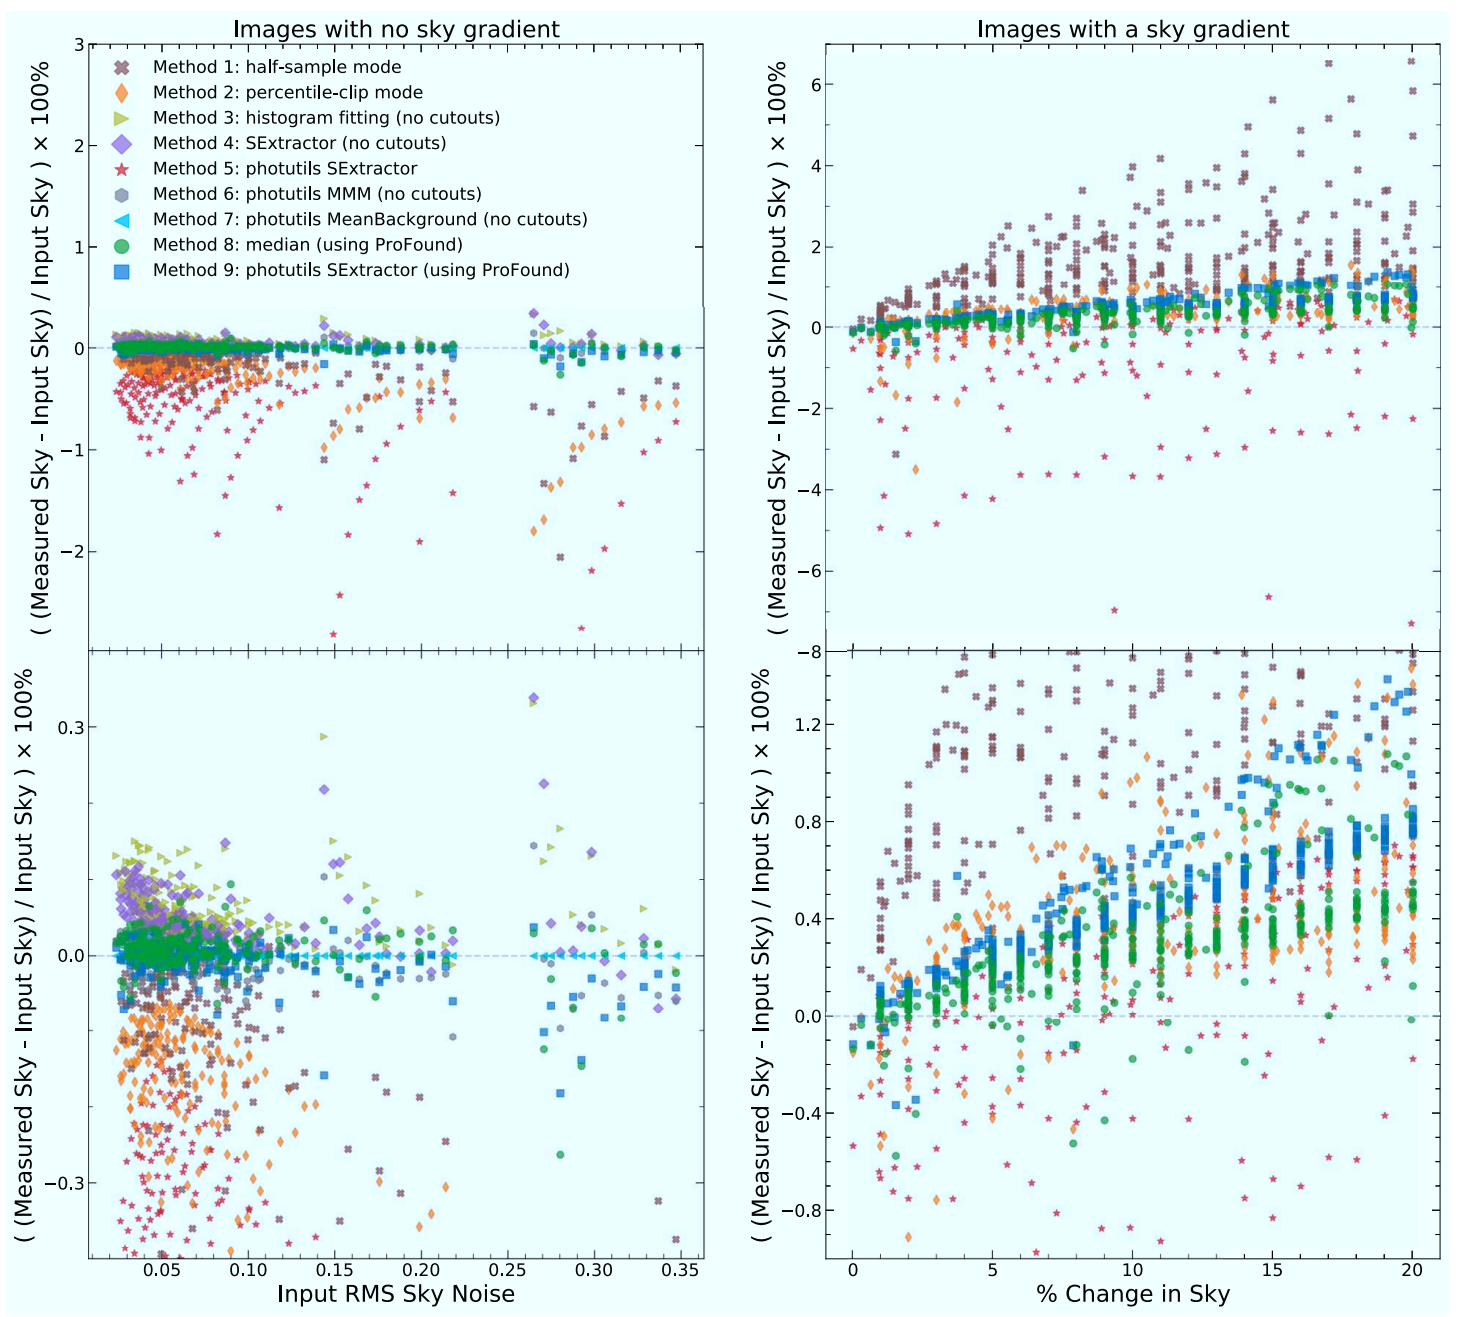 Images with no sky gradient
Images with a sky gradient
( (Measured Sky - Input Sky) / Input Sky ) × 100%
3
2
1
0
−1
−2
Method 1: half-sample mode
Method 2: percentile-clip mode
Method 3: histogram fitting (no cutouts)
Method 4: SExtractor (no cutouts)
Method 5: photutils SExtractor
Method 6: photutils MMM (no cutouts)
Method 7: photutils MeanBackground (no cutouts)
Method 8: median (using ProFound)
Method 9: photutils SExtractor (using ProFound)
( (Measured Sky - Input Sky) / Input Sky ) × 100%
6
4
2
0
−2
−4
−6
−8
( (Measured Sky - Input Sky) / Input Sky ) × 100%
0.3
0.0
−0.3
0.05 0.10 0.15 0.20 0.25 0.30 0.35
Input RMS Sky Noise
( (Measured Sky - Input Sky) / Input Sky ) × 100%
1.2
0.8
0.4
0.0
−0.4
−0.8
0 5 10 15 20
% Change in Sky